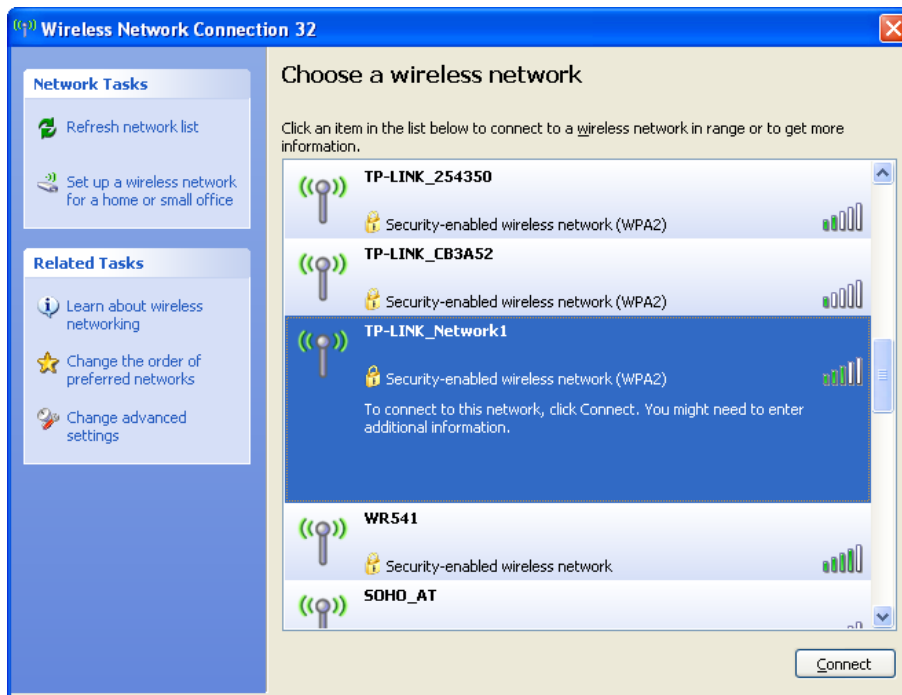 Wireless Network Connection 32
Network Tasks
Refresh network list
Set up a wireless network
for a home or small office
Related Tasks
Learn about wireless
networking
Change the order of
preferred networks
Change advanced
settings
Choose a wireless network
Click an item in the list below to connect to a wireless network in range or to get more
information.
TP-LINK_254350
Security-enabled wireless network (WPA2)
TP-LINK_CB3A52
Security-enabled wireless network (WPA2)
TP-LINK_Network1
Security-enabled wireless network (WPA2)
To connect to this network, click Connect. You might need to enter
additional information.
WR541
Security-enabled wireless network
SOHO_AT
Connect